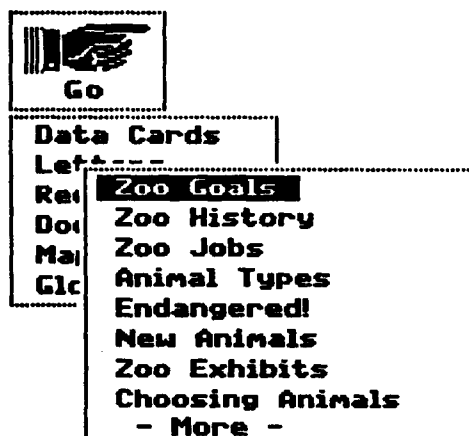 Go
Data Cards
Zoo Goals
Zoo History
Zoo Jobs
Animal Types
Endangered!
New Animals
Zoo Exhibits
Choosing Animals
- More -